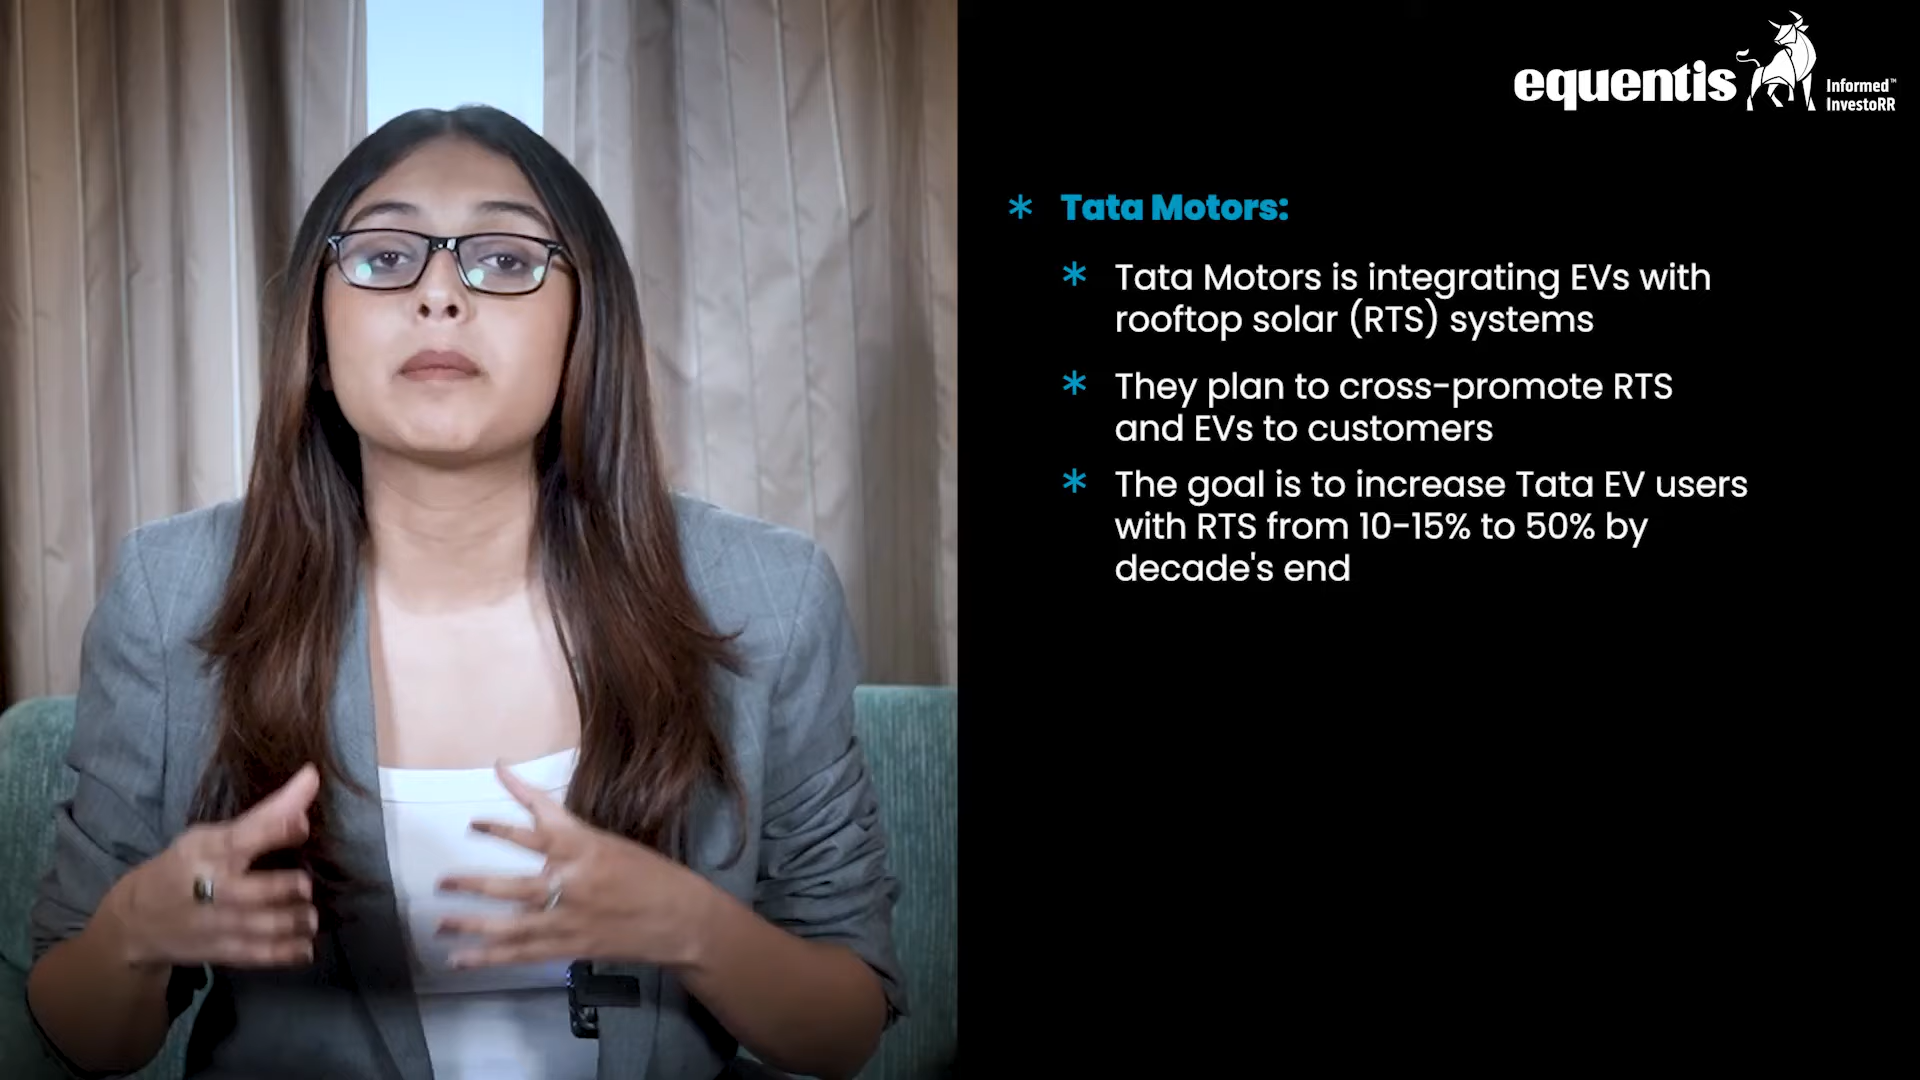 equentis
Informed™
InvestoRR
Tata Motors:
Tata Motors is integrating EVs with
rooftop solar (RTS) systems
They plan to cross-promote RTS
and EVs to customers
The goal is to increase Tata EV users
with RTS from 10-15% to 50% by
decade's end